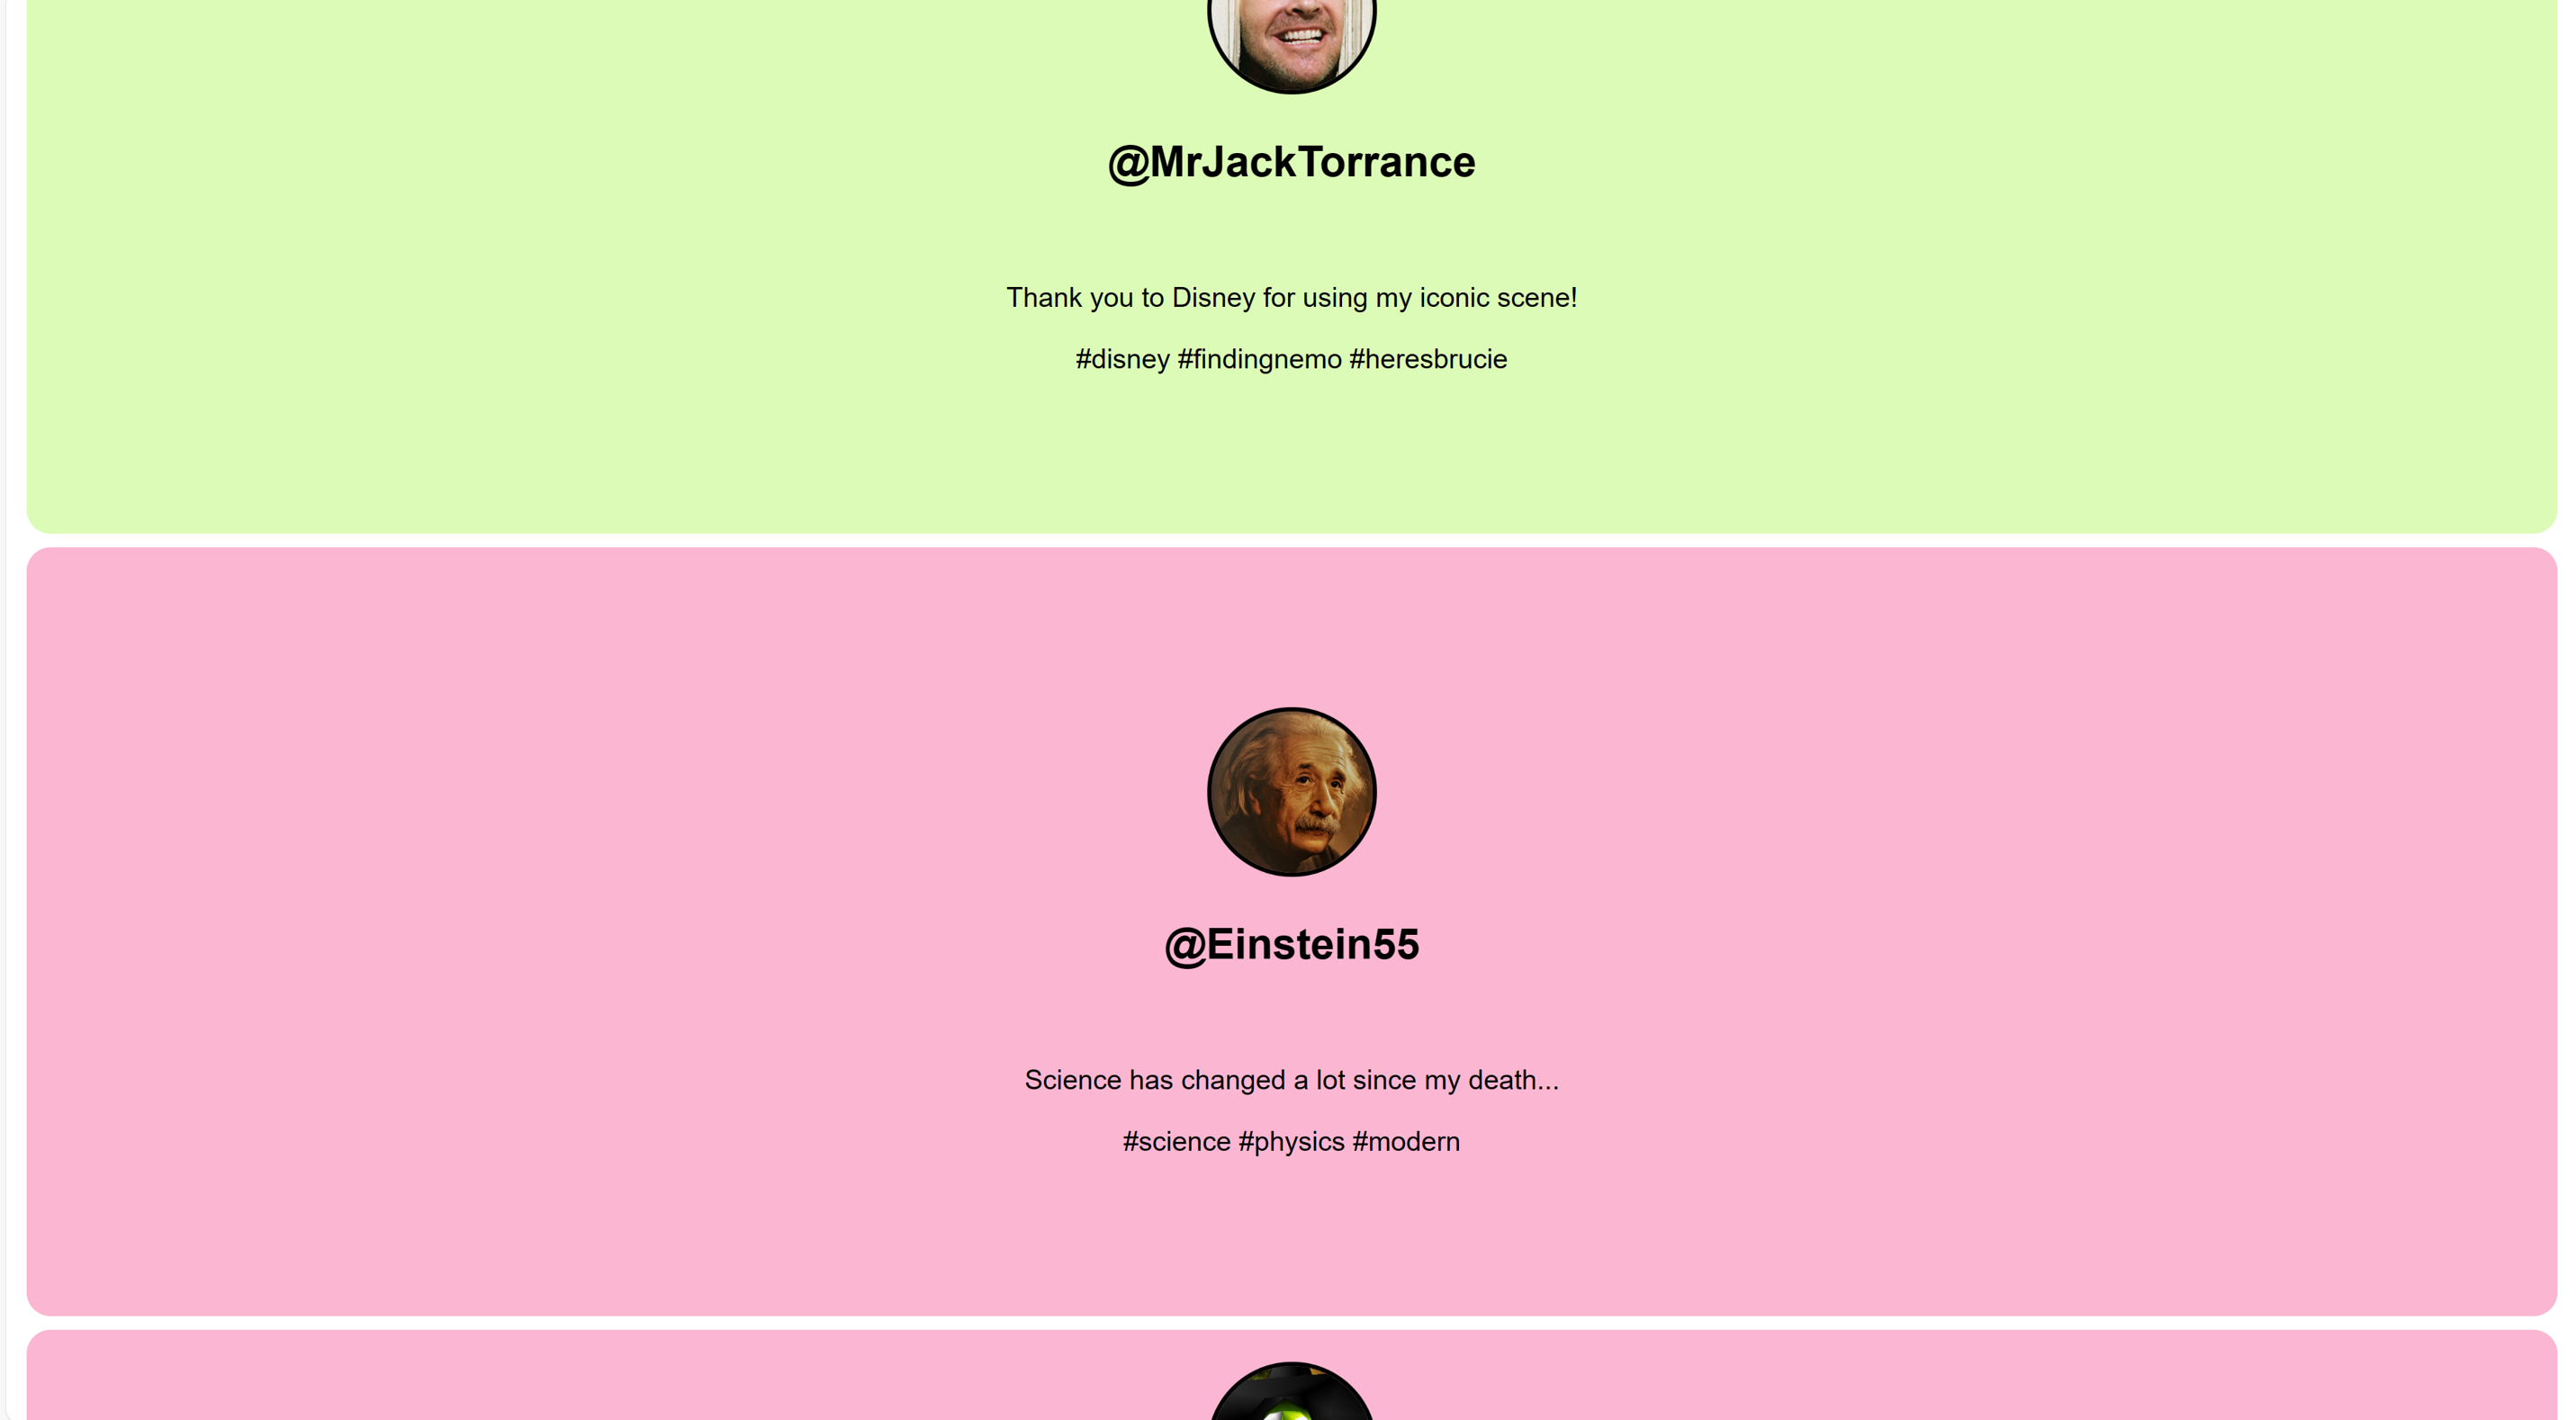 @MrJackTorrance
Thank you to Disney for using my iconic scene!
#disney #findingnemo #heresbrucie
@Einstein55
Science has changed a lot since my death...
#science #physics #modern